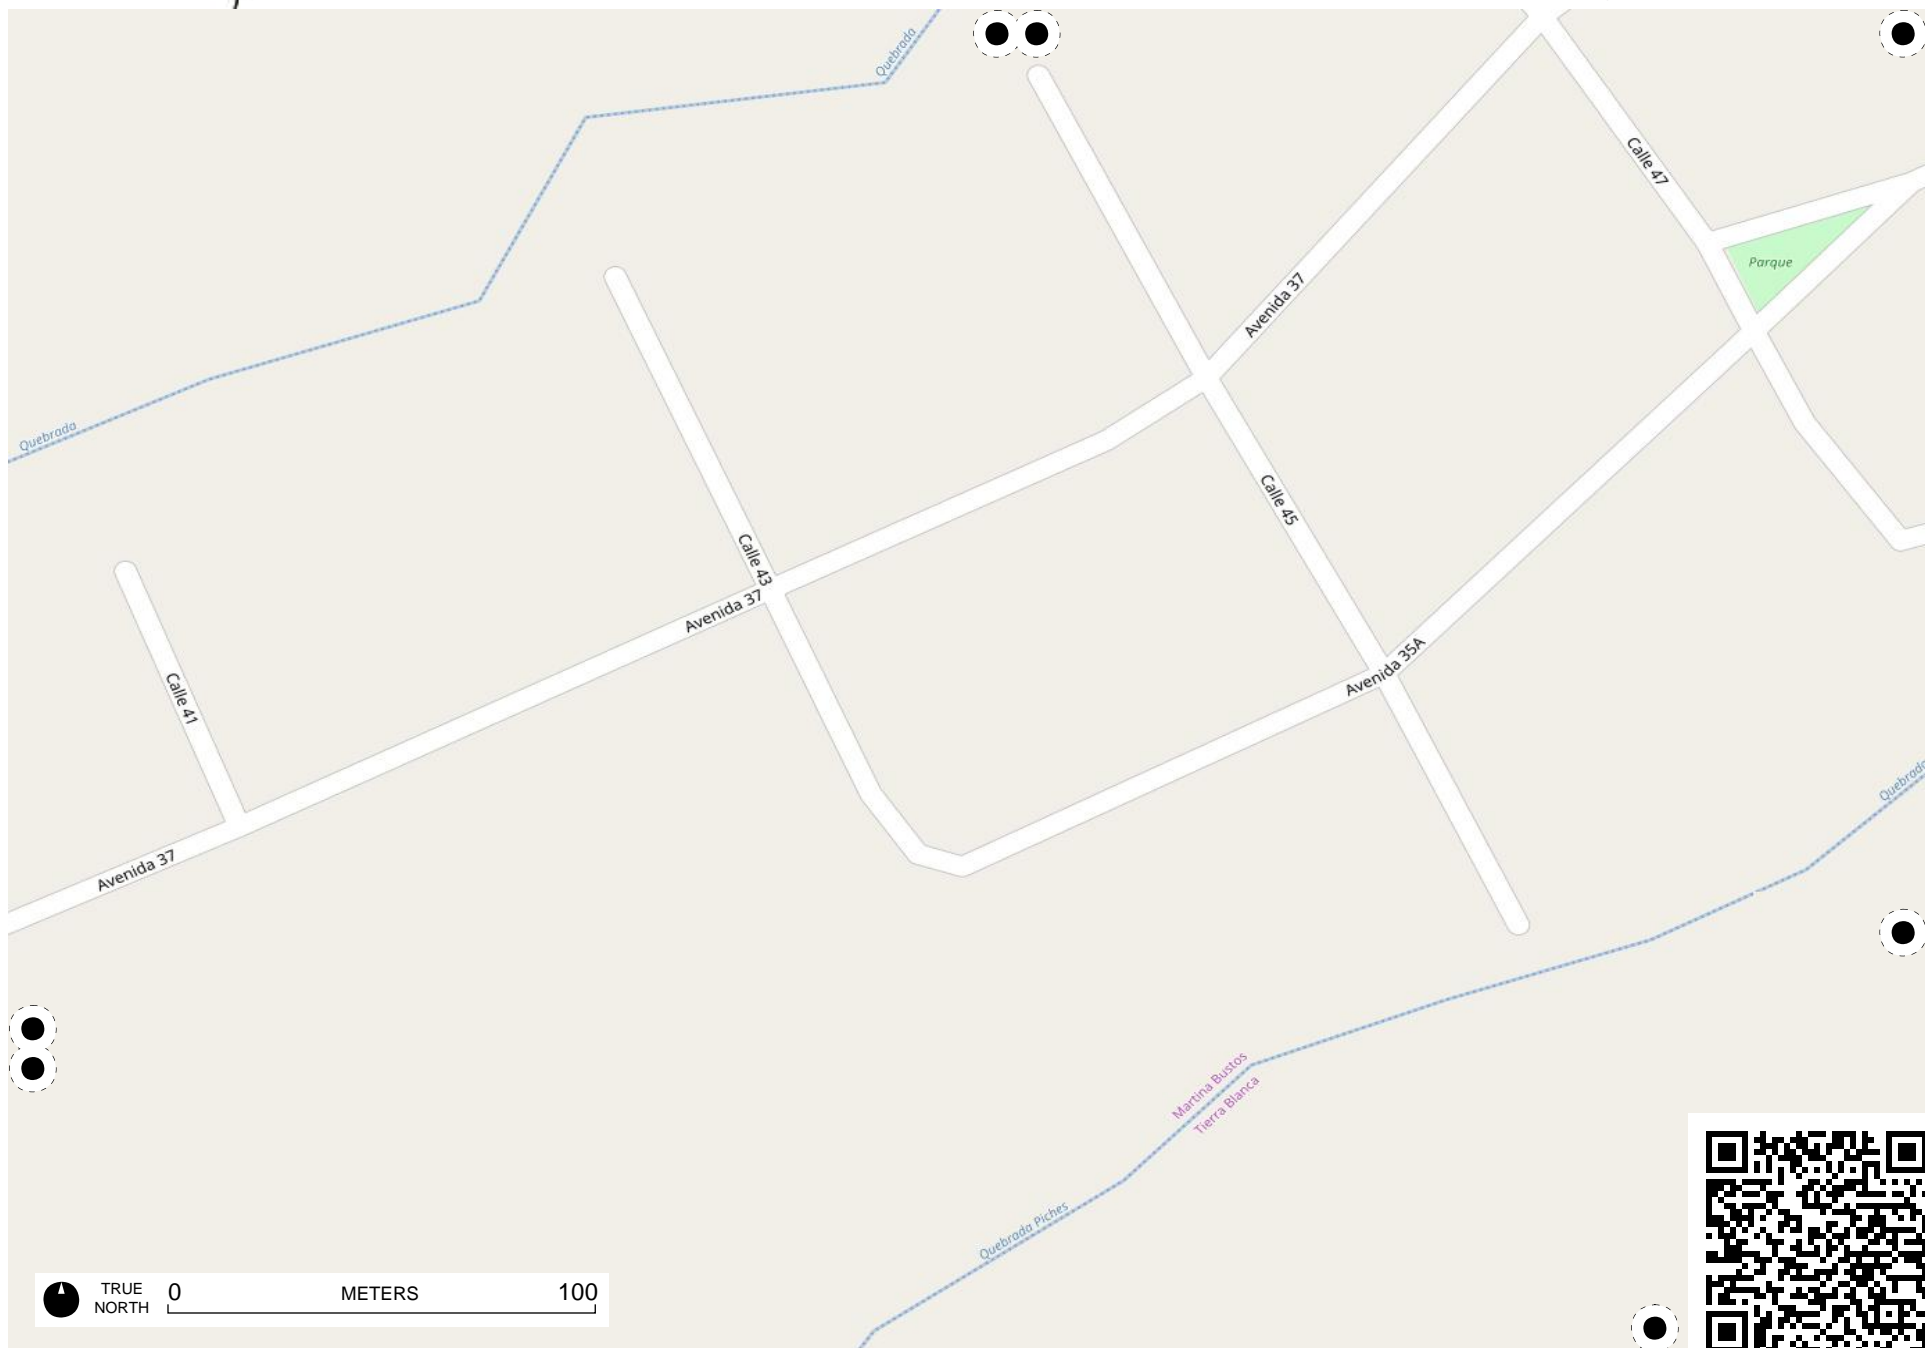 Quebrada
Calle 47
Parque
Avenida 37
Quebrada
Calle 45
Calle 43
Avenida 37
Avenida 35A
Calle 41
Quebrada
Avenida 37
Martina Bustos
Tierra Blanca
Quebrada Piches
TRUE
NORTH
0 METERS 100